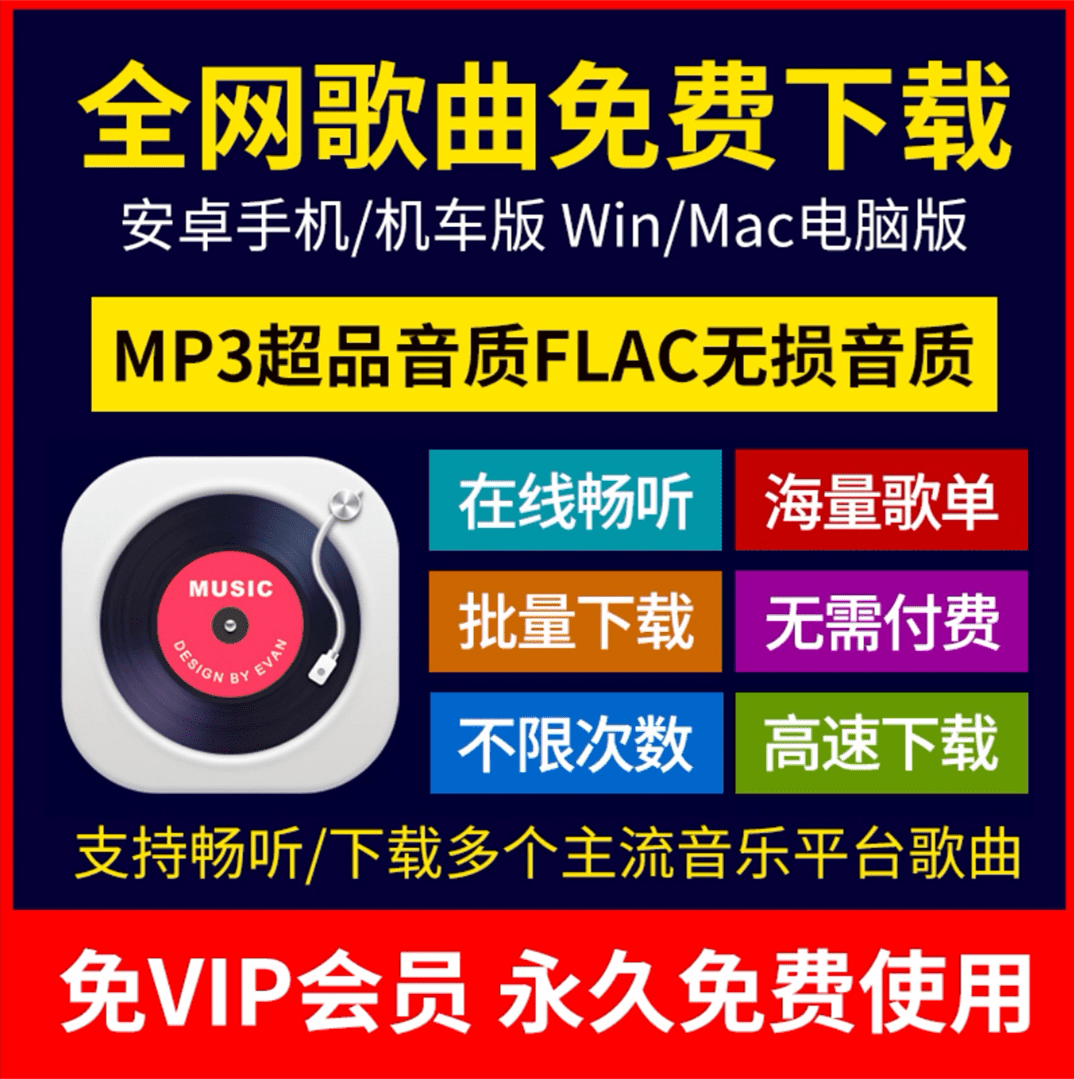 全网歌曲免费下载
安卓手机/机车版 Win/Mac电脑版
MP3超品音质FLAC无损音质
MUSIC
DESIGN BY EVAN
在线畅听
海量歌单
批量下载
无需付费
不限次数
高速下载
支持畅听/下载多个主流音乐平台歌曲
免VIP会员 永久免费使用